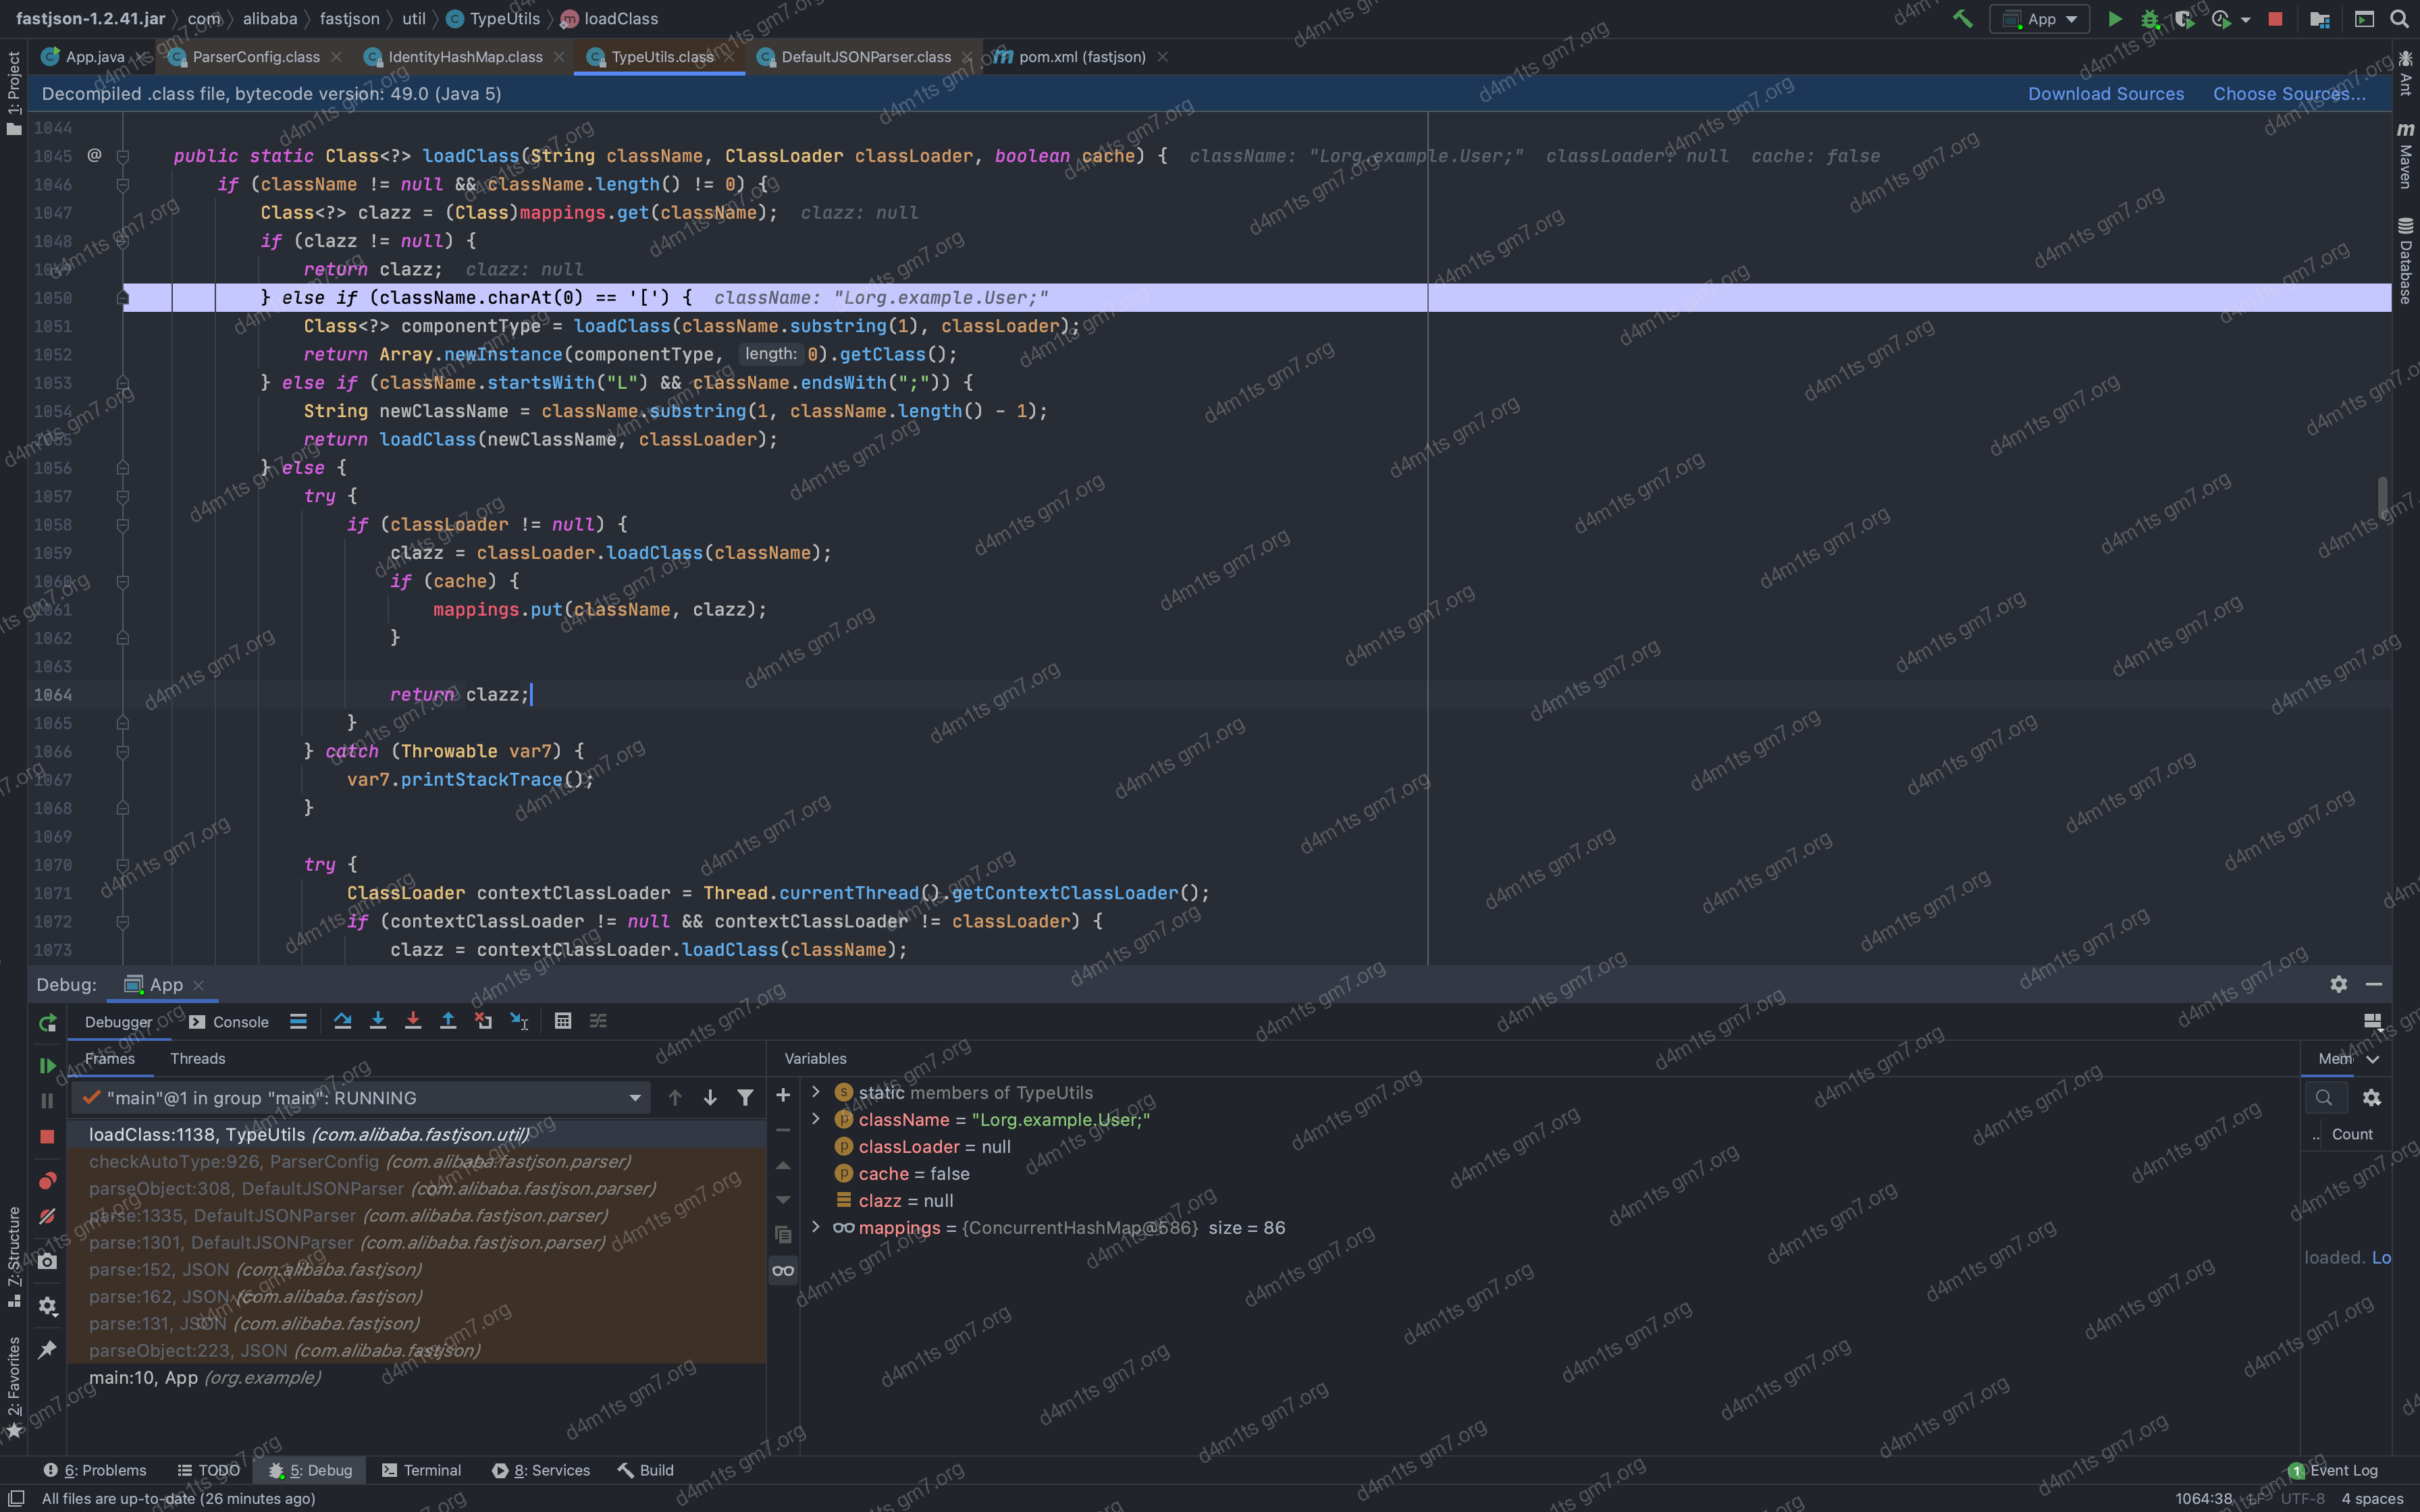 fastjson-1.2.41.jar com alibaba fastjson util TypeUtils loadClass App
App.java ParserConfig.class IdentityHashMap.class TypeUtils.class DefaultJSONParser.class pom.xml (fastjson)
Decompiled .class file, bytecode version: 49.0 (Java 5) Download Sources Choose Sources...
1044
1045 @ public static Class<?> loadClass(String className, ClassLoader classLoader, boolean cache) { className: "Lorg.example.User;" classLoader: null cache: false
1046 if (className != null && className.length() != 0) {
1047 Class<?> clazz = (Class)mappings.get(className); clazz: null
1048 if (clazz != null) {
1049 return clazz; clazz: null
1050 } else if (className.charAt(0) == '[') { className: "Lorg.example.User;"
1051 Class<?> componentType = loadClass(className.substring(1), classLoader);
1052 return Array.newInstance(componentType, length: 0).getClass();
1053 } else if (className.startsWith("L") && className.endsWith(";")) {
1054 String newClassName = className.substring(1, className.length() - 1);
1055 return loadClass(newClassName, classLoader);
1056 } else {
1057 try {
1058 if (classLoader != null) {
1059 clazz = classLoader.loadClass(className);
1060 if (cache) {
1061 mappings.put(className, clazz);
1062 }
1063
1064 return clazz;
1065 }
1066 } catch (Throwable var7) {
1067 var7.printStackTrace();
1068 }
1069
1070 try {
1071 ClassLoader contextClassLoader = Thread.currentThread().getContextClassLoader();
1072 if (contextClassLoader != null && contextClassLoader != classLoader) {
1073 clazz = contextClassLoader.loadClass(className);
1: Project
7: Structure
2: Favorites
Ant
Maven
Database
Debug: App
Debugger Console
Frames Threads Variables Mem
"main"@1 in group "main": RUNNING
loadClass:1138, TypeUtils (com.alibaba.fastjson.util)
checkAutoType:926, ParserConfig (com.alibaba.fastjson.parser)
parseObject:308, DefaultJSONParser (com.alibaba.fastjson.parser)
parse:1335, DefaultJSONParser (com.alibaba.fastjson.parser)
parse:1301, DefaultJSONParser (com.alibaba.fastjson.parser)
parse:152, JSON (com.alibaba.fastjson)
parse:162, JSON (com.alibaba.fastjson)
parse:131, JSON (com.alibaba.fastjson)
parseObject:223, JSON (com.alibaba.fastjson)
main:10, App (org.example)
static members of TypeUtils
className = "Lorg.example.User;"
classLoader = null
cache = false
clazz = null
mappings = {ConcurrentHashMap@586} size = 86
.. Count
loaded. Lo
6: Problems TODO 5: Debug Terminal 8: Services Build 1 Event Log
All files are up-to-date (26 minutes ago) 1064:38 LF UTF-8 4 spaces
d4m1ts gm7.org